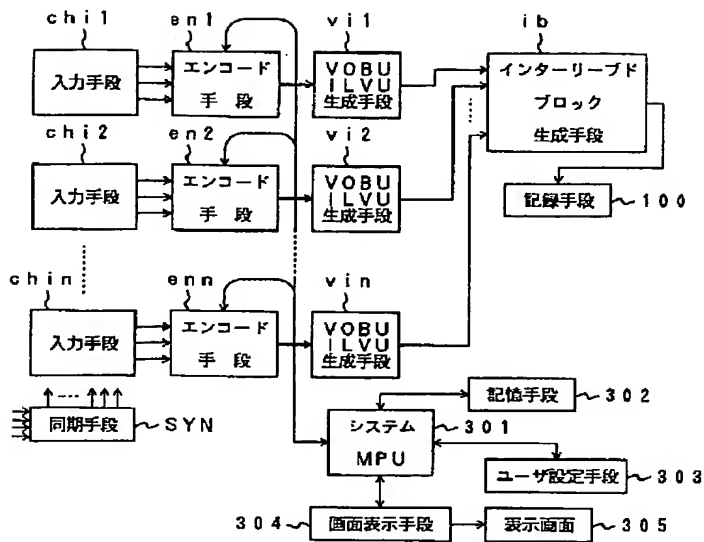 chi1 en1 vi1 ib
入力手段
エンコード
手段
VOBU
ILVU
生成手段
インターリーブド
ブロック
生成手段
chi2 en2 vi2
入力手段
エンコード
手段
VOBU
ILVU
生成手段
記録手段 100
chin enn vin
入力手段
エンコード
手段
VOBU
ILVU
生成手段
同期手段 SYN
記憶手段 302
システム 301
MPU
ユーザ設定手段 303
304 画面表示手段 表示画面 305